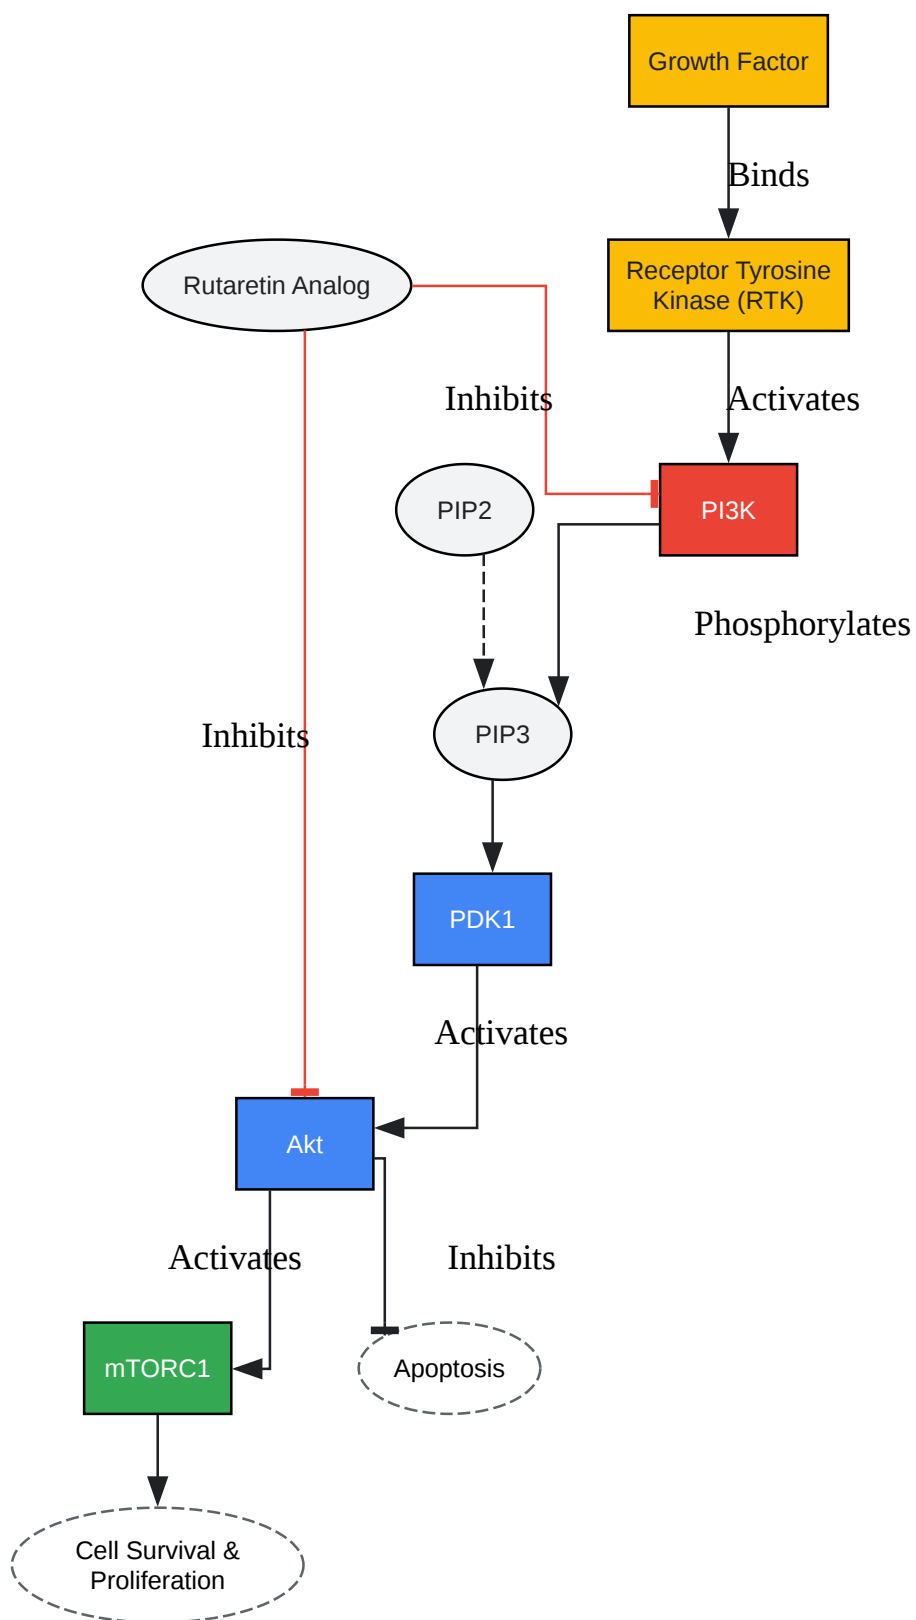 Growth Factor
Binds
Rutaretin Analog
Receptor Tyrosine
Kinase (RTK)
Inhibits
Activates
PIP2
PI3K
Phosphorylates
Inhibits
PIP3
PDK1
Activates
Akt
Activates
Inhibits
mTORC1
Apoptosis
Cell Survival &
Proliferation